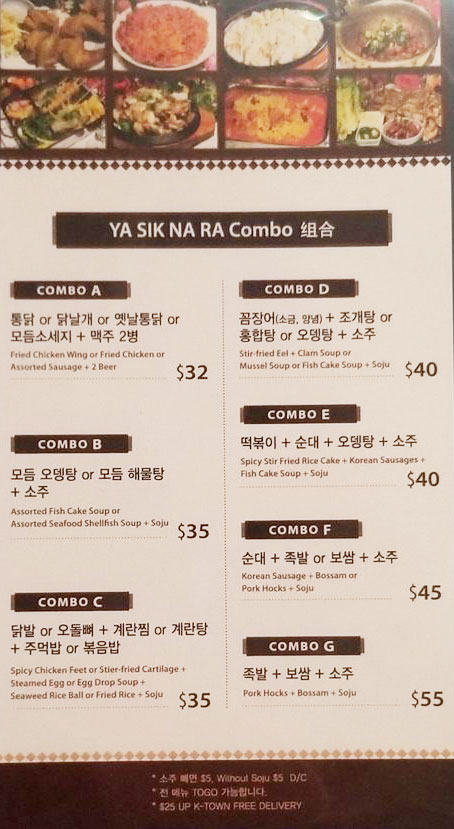 YA SIK NA RA Combo 组合
COMBO A
통닭 or 닭날개 or 옛날통닭 or
모듬소세지 + 맥주 2병
Fried Chicken Wing or Fried Chicken or
Assorted Sausage + 2 Beer
$32
COMBO B
모듬 오뎅탕 or 모듬 해물탕
+ 소주
Assorted Fish Cake Soup or
Assorted Seafood Shellfish Soup + Soju
$35
COMBO C
닭발 or 오돌뼈 + 계란찜 or 계란탕
+ 주먹밥 or 볶음밥
Spicy Chicken Feet or Stier-fried Cartilage +
Steamed Egg or Egg Drop Soup +
Seaweed Rice Ball or Fried Rice + Soju
$35
COMBO D
꼼장어(소금, 양념) + 조개탕 or
홍합탕 or 오뎅탕 + 소주
Stir-fried Eel + Clam Soup or
Mussel Soup or Fish Cake Soup + Soju
$40
COMBO E
떡볶이 + 순대 + 오뎅탕 + 소주
Spicy Stir Fried Rice Cake + Korean Sausages +
Fish Cake Soup + Soju
$40
COMBO F
순대 + 족발 or 보쌈 + 소주
Korean Sausage + Bossam or
Pork Hocks + Soju
$45
COMBO G
족발 + 보쌈 + 소주
Pork Hocks + Bossam + Soju
$55
* 소주 빼면 $5, Without Soju $5 D/C
* 전 메뉴 TOGO 가능합니다.
* $25 UP K-TOWN FREE DELIVERY